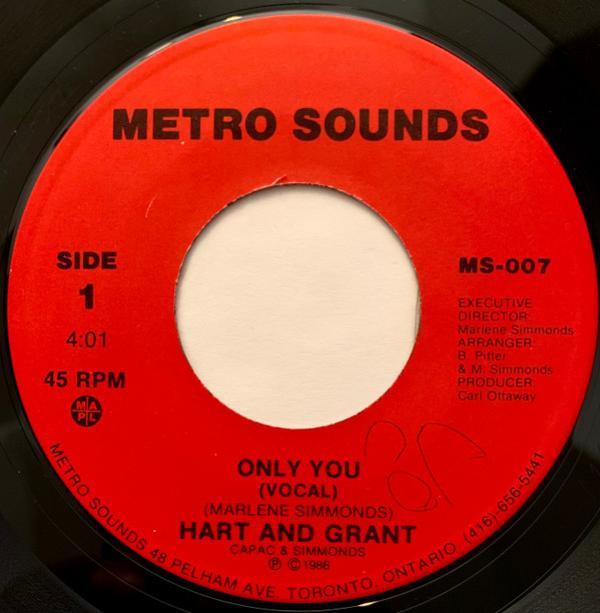 METRO SOUNDS
SIDE
1
4:01
45 RPM
M A
P L
MS-007
EXECUTIVE
DIRECTOR:
Marlene Simmonds
ARRANGER:
B. Pitter
& M. Simmonds
PRODUCER:
Carl Ottaway
ONLY YOU
(VOCAL)
(MARLENE SIMMONDS)
HART AND GRANT
CAPAC & SIMMONDS
℗ © 1986
METRO SOUNDS 48 PELHAM AVE. TORONTO, ONTARIO (416)-656-5441